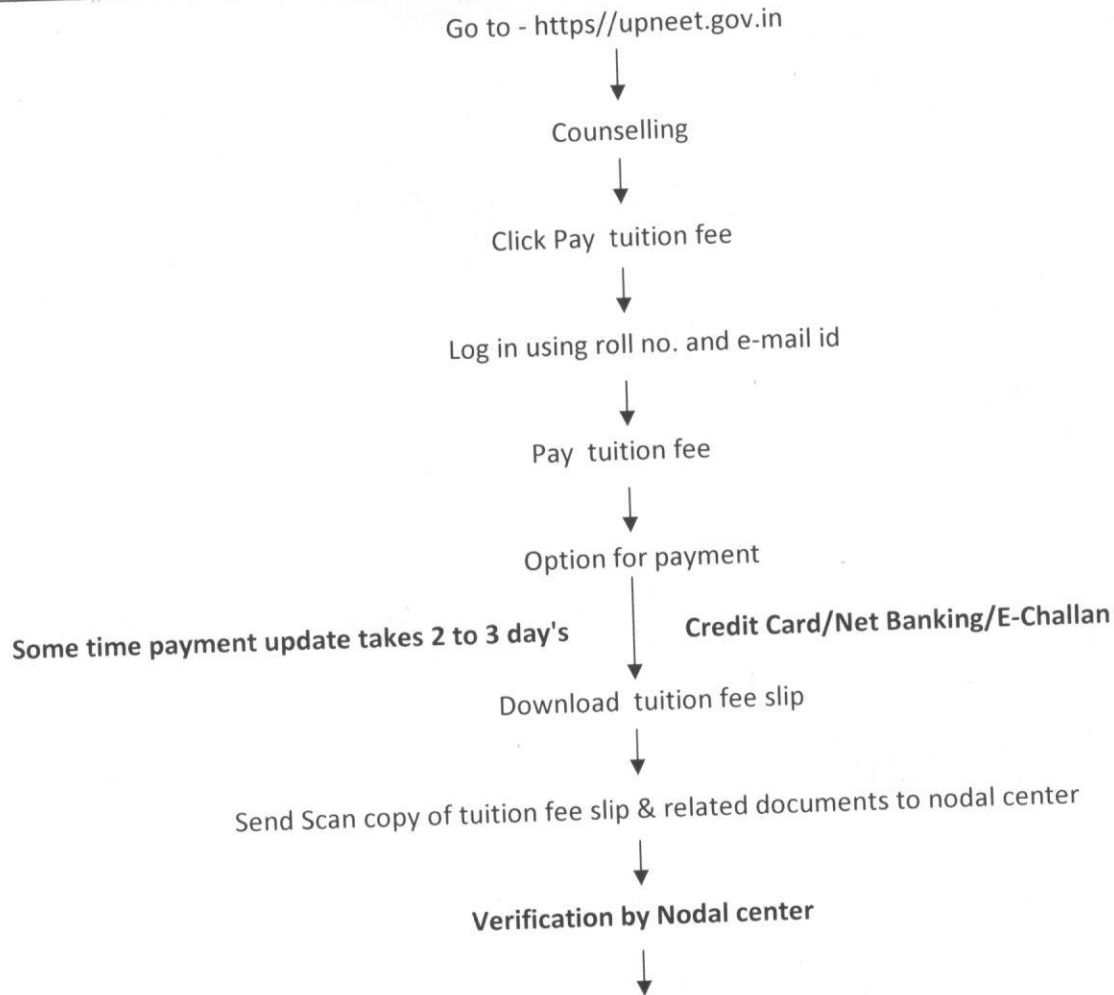 Go to - https//upneet.gov.in
Counselling
Click Pay tuition fee
Log in using roll no. and e-mail id
Pay tuition fee
Option for payment
Some time payment update takes 2 to 3 day's
Credit Card/Net Banking/E-Challan
Download tuition fee slip
Send Scan copy of tuition fee slip & related documents to nodal center
Verification by Nodal center